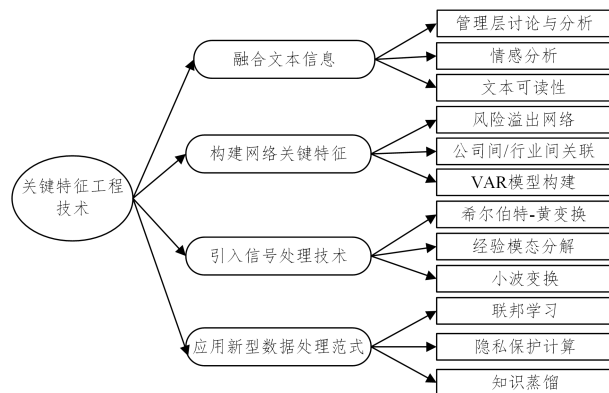 关键特征工程
技术
融合文本信息
管理层讨论与分析
情感分析
文本可读性
构建网络关键特征
风险溢出网络
公司间/行业间关联
VAR模型构建
引入信号处理技术
希尔伯特-黄变换
经验模态分解
小波变换
应用新型数据处理范式
联邦学习
隐私保护计算
知识蒸馏